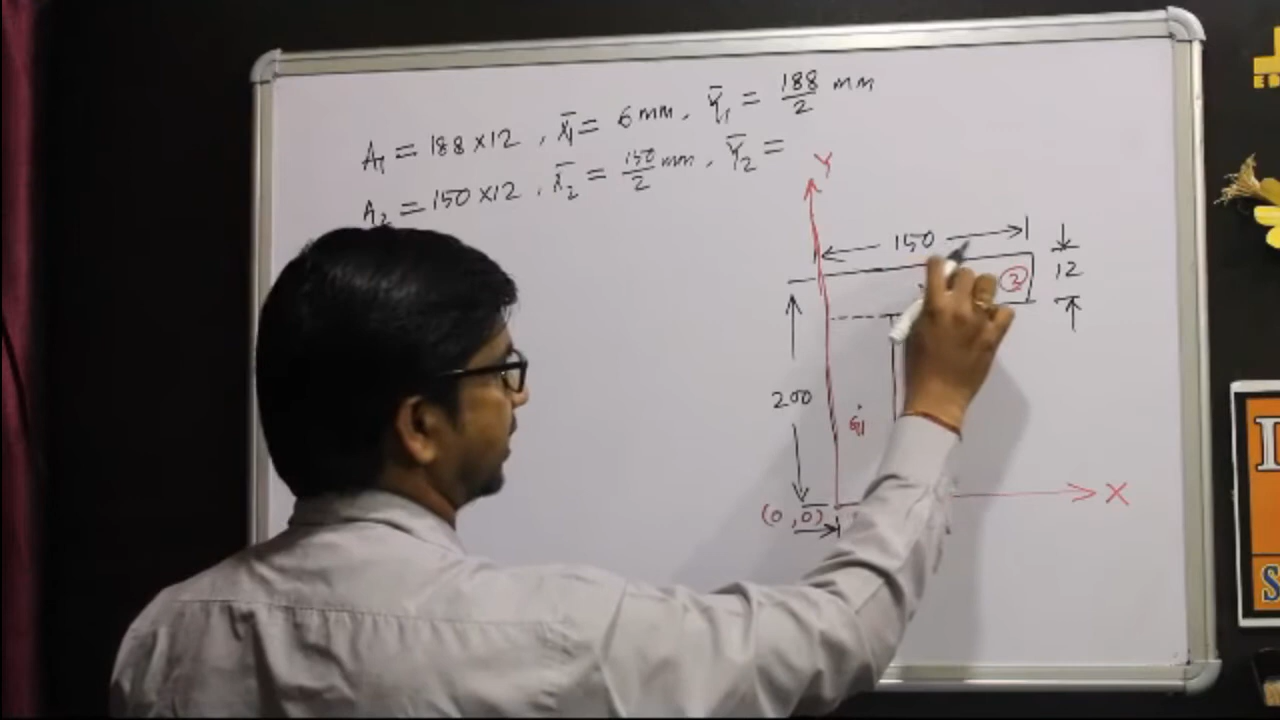 A₁ = 188 × 12 , x̄₁ = 6 mm , ȳ₁ = 188/2 mm
A₂ = 150 × 12 , x̄₂ = 150/2 mm , ȳ₂ =
Y
150
2
12
200
G₁
X
(0,0)